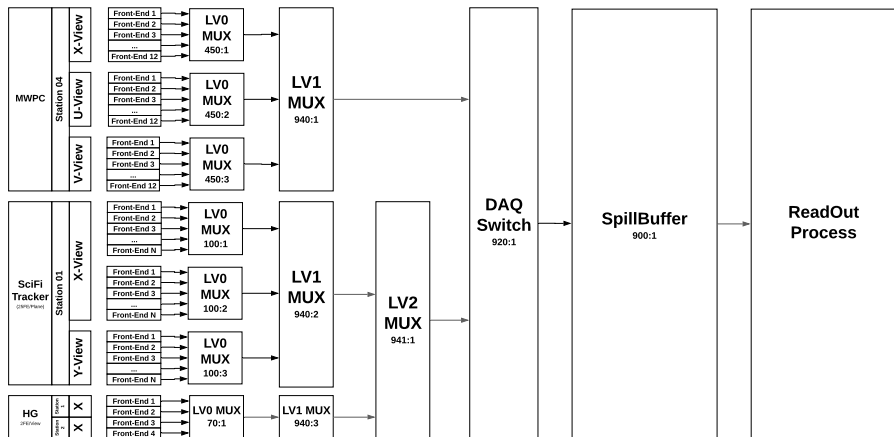 MWPC
Station 04
X-View
Front-End 1
Front-End 2
Front-End 3
...
Front-End 12
LV0
MUX
450:1
U-View
Front-End 1
Front-End 2
Front-End 3
...
Front-End 12
LV0
MUX
450:2
V-View
Front-End 1
Front-End 2
Front-End 3
...
Front-End 12
LV0
MUX
450:3
LV1
MUX
940:1
SciFi
Tracker
Station 01
X-View
Front-End 1
Front-End 2
Front-End 3
...
Front-End N
LV0
MUX
100:1
Front-End 1
Front-End 2
Front-End 3
...
Front-End N
LV0
MUX
100:2
Y-View
Front-End 1
Front-End 2
Front-End 3
...
Front-End N
LV0
MUX
100:3
LV1
MUX
940:2
HG
Station
1
X
Station
2
X
Front-End 1
Front-End 2
Front-End 3
Front-End 4
LV0 MUX
70:1
LV1 MUX
940:3
LV2
MUX
941:1
DAQ
Switch
920:1
SpillBuffer
900:1
ReadOut
Process